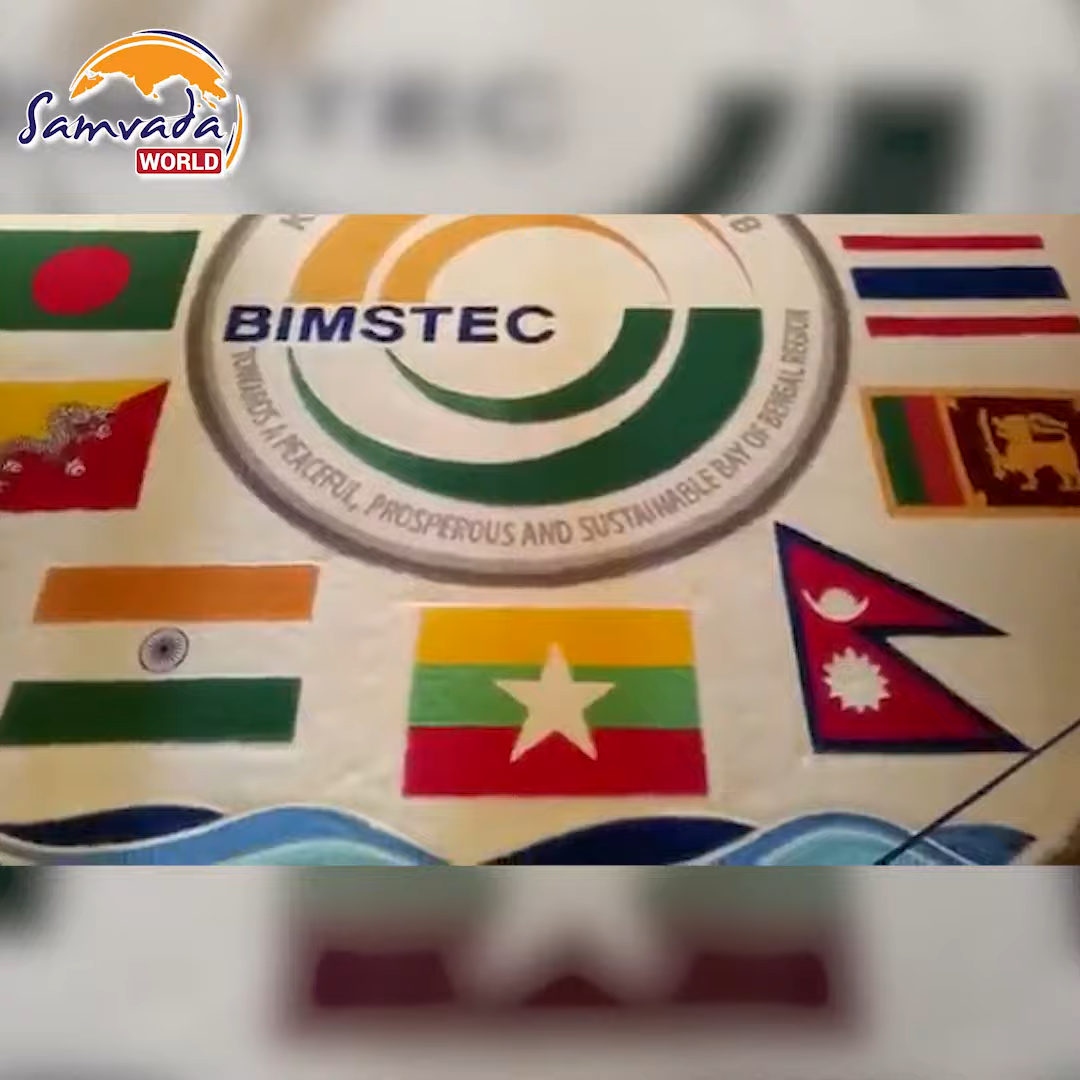 Samvada
WORLD
BIMSTEC
TOWARDS A PEACEFUL, PROSPEROUS AND SUSTAINABLE BAY OF BENGAL REGION